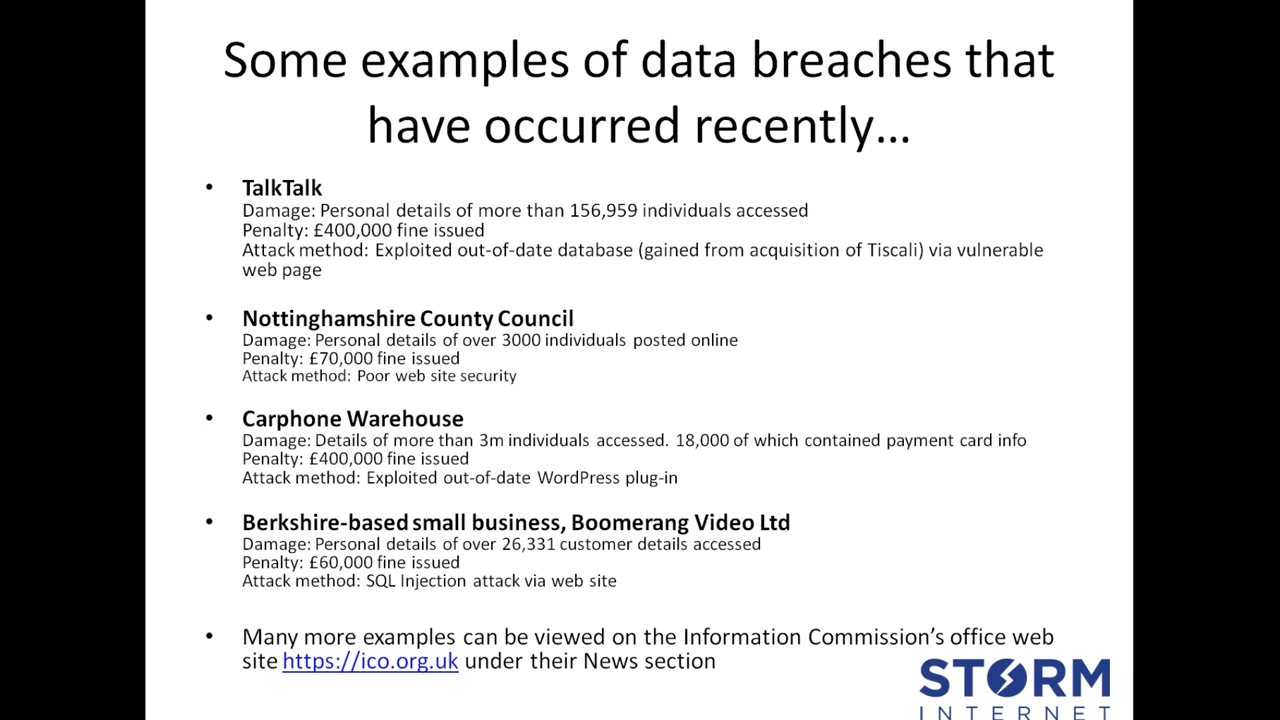 Some examples of data breaches that
have occurred recently...
• TalkTalk
Damage: Personal details of more than 156,959 individuals accessed
Penalty: £400,000 fine issued
Attack method: Exploited out-of-date database (gained from acquisition of Tiscali) via vulnerable
web page
• Nottinghamshire County Council
Damage: Personal details of over 3000 individuals posted online
Penalty: £70,000 fine issued
Attack method: Poor web site security
• Carphone Warehouse
Damage: Details of more than 3m individuals accessed. 18,000 of which contained payment card info
Penalty: £400,000 fine issued
Attack method: Exploited out-of-date WordPress plug-in
• Berkshire-based small business, Boomerang Video Ltd
Damage: Personal details of over 26,331 customer details accessed
Penalty: £60,000 fine issued
Attack method: SQL Injection attack via web site
• Many more examples can be viewed on the Information Commission's office web
site https://ico.org.uk under their News section
STORM
INTERNET